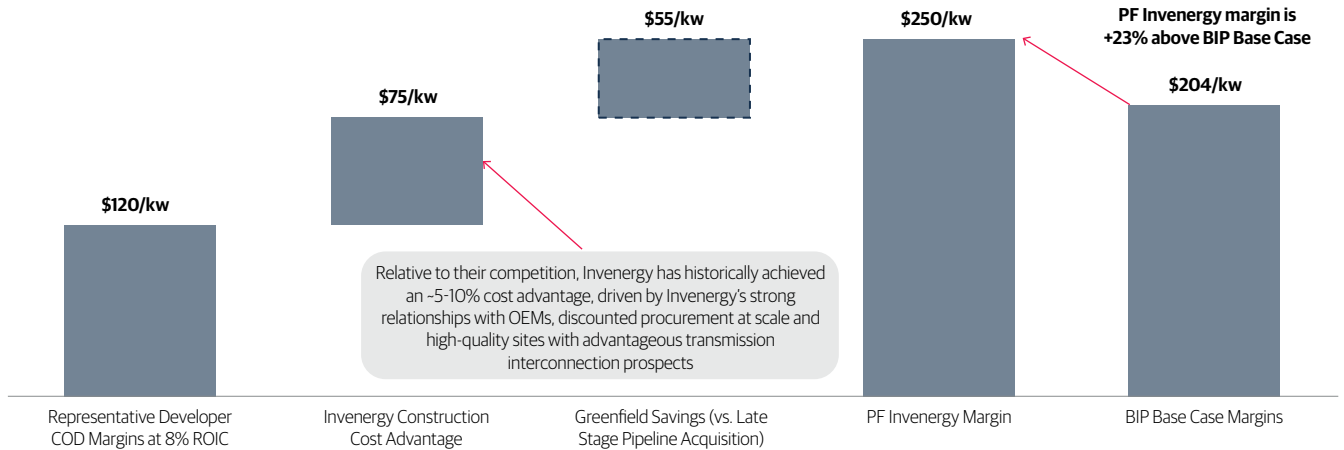 $55/kw
$250/kw
PF Invenergy margin is
+23% above BIP Base Case
$75/kw
$204/kw
$120/kw
Relative to their competition, Invenergy has historically achieved
an ~5-10% cost advantage, driven by Invenergy's strong
relationships with OEMs, discounted procurement at scale and
high-quality sites with advantageous transmission
interconnection prospects
Representative Developer
COD Margins at 8% ROIC
Invenergy Construction
Cost Advantage
Greenfield Savings (vs. Late
Stage Pipeline Acquisition)
PF Invenergy Margin
BIP Base Case Margins